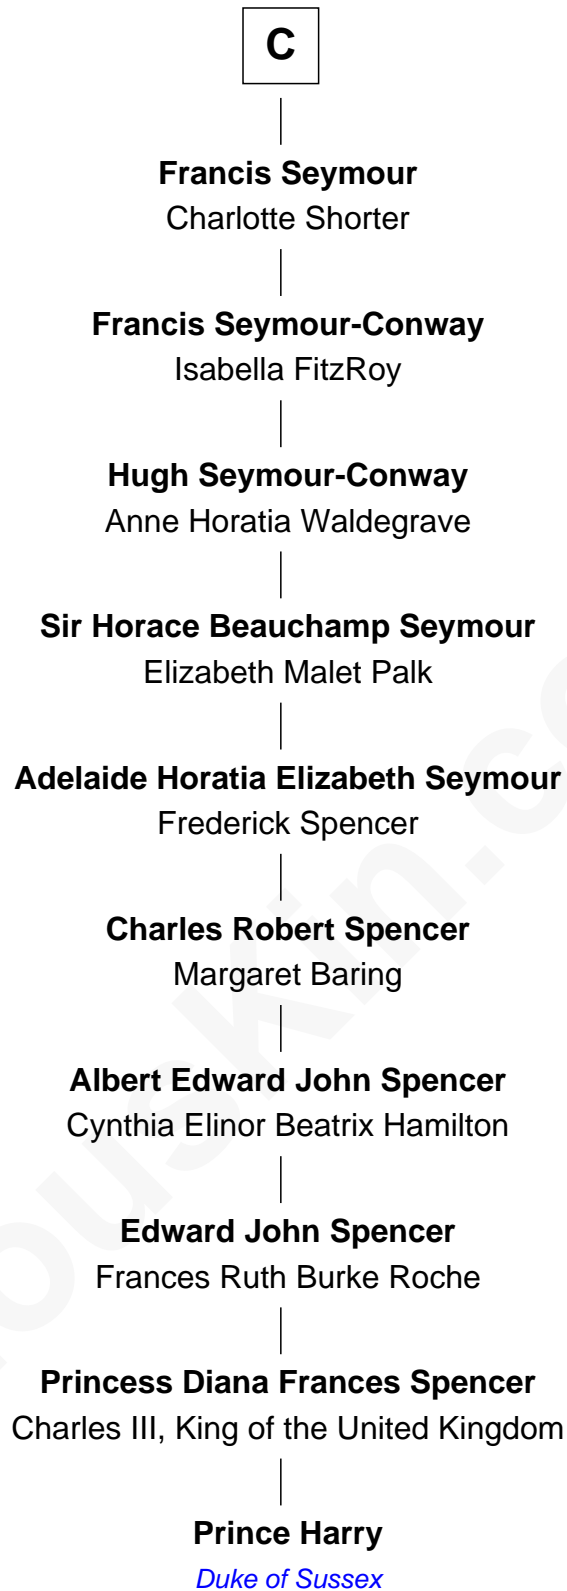 C
Francis Seymour
Charlotte Shorter
Francis Seymour-Conway
Isabella FitzRoy
Hugh Seymour-Conway
Anne Horatia Waldegrave
Sir Horace Beauchamp Seymour
Elizabeth Malet Palk
Adelaide Horatia Elizabeth Seymour
Frederick Spencer
Charles Robert Spencer
Margaret Baring
Albert Edward John Spencer
Cynthia Elinor Beatrix Hamilton
Edward John Spencer
Frances Ruth Burke Roche
Princess Diana Frances Spencer
Charles III, King of the United Kingdom
Prince Harry
Duke of Sussex